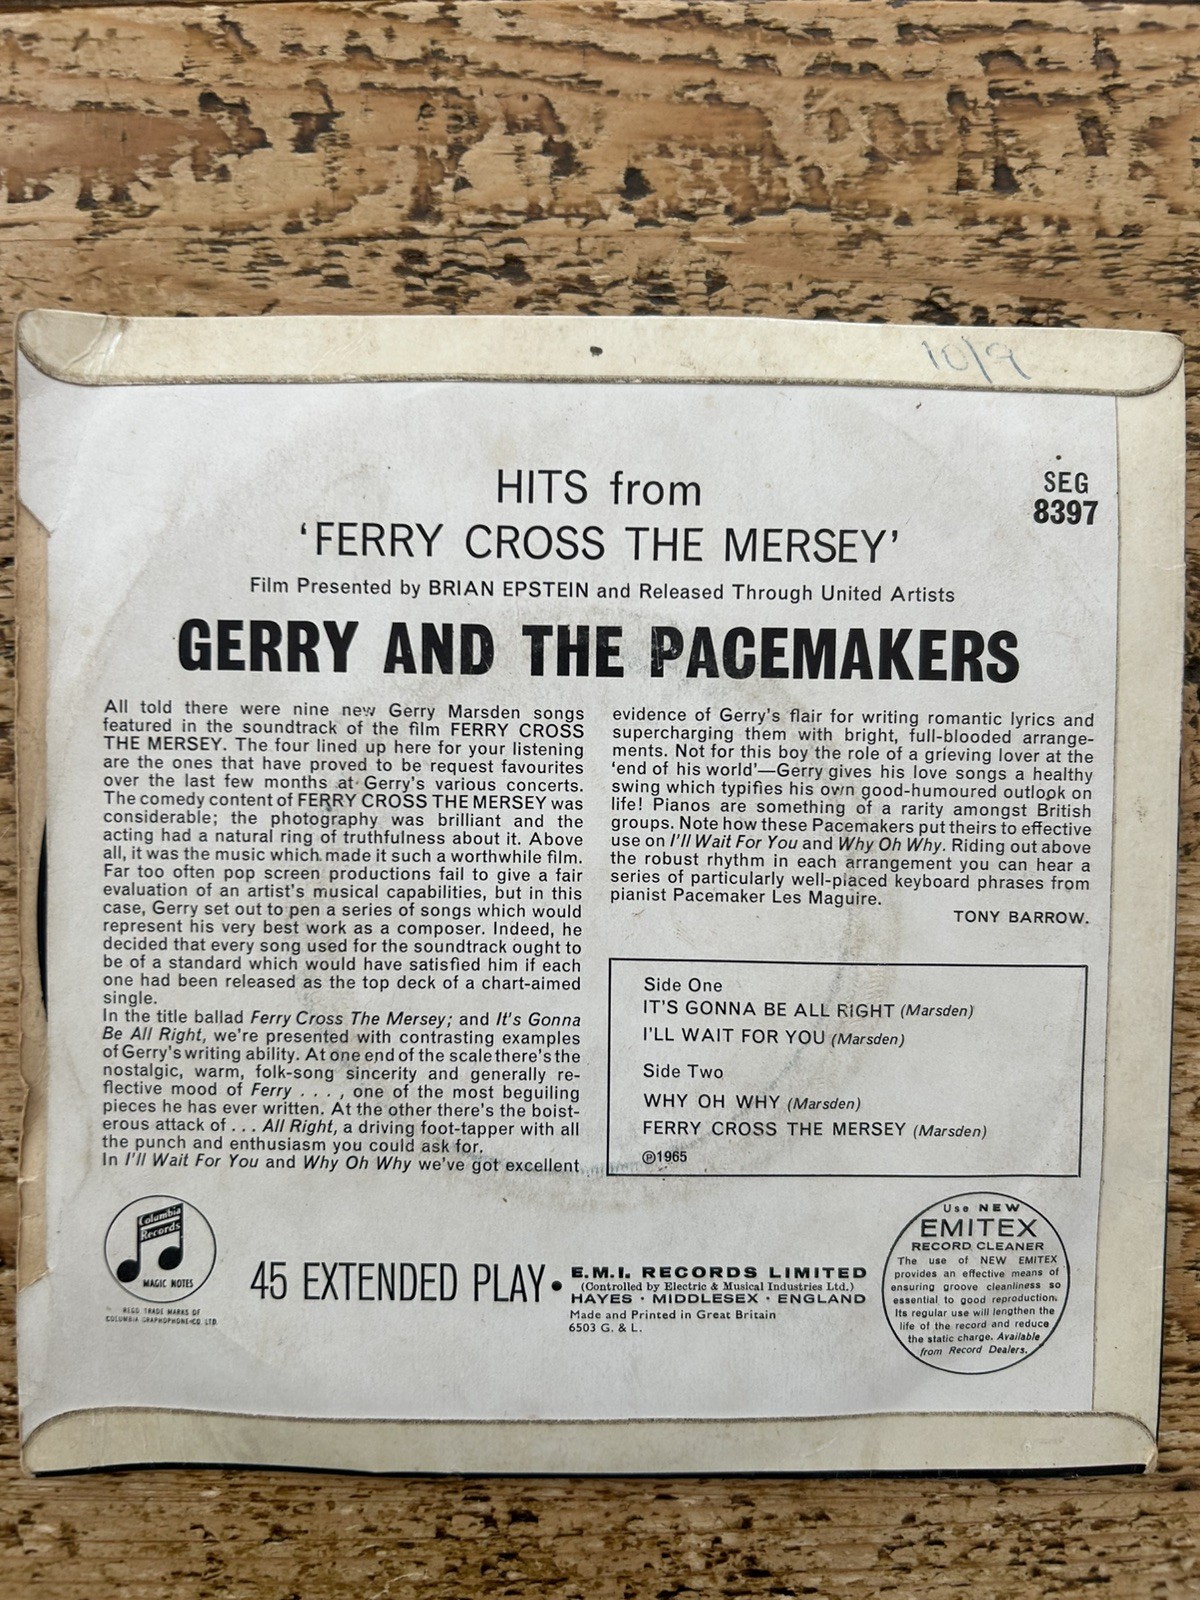 10/9
HITS from
'FERRY CROSS THE MERSEY'
SEG
8397
Film Presented by BRIAN EPSTEIN and Released Through United Artists
GERRY AND THE PACEMAKERS
All told there were nine new Gerry Marsden songs
featured in the soundtrack of the film FERRY CROSS
THE MERSEY. The four lined up here for your listening
are the ones that have proved to be request favourites
over the last few months at Gerry's various concerts.
The comedy content of FERRY CROSS THE MERSEY was
considerable; the photography was brilliant and the
acting had a natural ring of truthfulness about it. Above
all, it was the music which made it such a worthwhile film.
Far too often pop screen productions fail to give a fair
evaluation of an artist's musical capabilities, but in this
case, Gerry set out to pen a series of songs which would
represent his very best work as a composer. Indeed, he
decided that every song used for the soundtrack ought to
be of a standard which would have satisfied him if each
one had been released as the top deck of a chart-aimed
single.
In the title ballad Ferry Cross The Mersey; and It's Gonna
Be All Right, we're presented with contrasting examples
of Gerry's writing ability. At one end of the scale there's the
nostalgic, warm, folk-song sincerity and generally re-
flective mood of Ferry . . . , one of the most beguiling
pieces he has ever written. At the other there's the boist-
erous attack of . . . All Right, a driving foot-tapper with all
the punch and enthusiasm you could ask for.
In I'll Wait For You and Why Oh Why we've got excellent
evidence of Gerry's flair for writing romantic lyrics and
supercharging them with bright, full-blooded arrange-
ments. Not for this boy the role of a grieving lover at the
'end of his world'—Gerry gives his love songs a healthy
swing which typifies his own good-humoured outlook on
life! Pianos are something of a rarity amongst British
groups. Note how these Pacemakers put theirs to effective
use on I'll Wait For You and Why Oh Why. Riding out above
the robust rhythm in each arrangement you can hear a
series of particularly well-placed keyboard phrases from
pianist Pacemaker Les Maguire.
TONY BARROW.
Side One
IT'S GONNA BE ALL RIGHT (Marsden)
I'LL WAIT FOR YOU (Marsden)
Side Two
WHY OH WHY (Marsden)
FERRY CROSS THE MERSEY (Marsden)
℗1965
Columbia
Records
MAGIC NOTES
REGD TRADE MARKS OF
COLUMBIA GRAPHOPHONE CO. LTD.
45 EXTENDED PLAY •
E.M.I. RECORDS LIMITED
(Controlled by Electric & Musical Industries Ltd.)
HAYES · MIDDLESEX · ENGLAND
Made and Printed in Great Britain
6503 G. & L.
Use NEW
EMITEX
RECORD CLEANER
The use of NEW EMITEX
provides an effective means of
ensuring groove cleanliness so
essential to good reproduction.
Its regular use will lengthen the
life of the record and reduce
the static charge. Available
from Record Dealers.